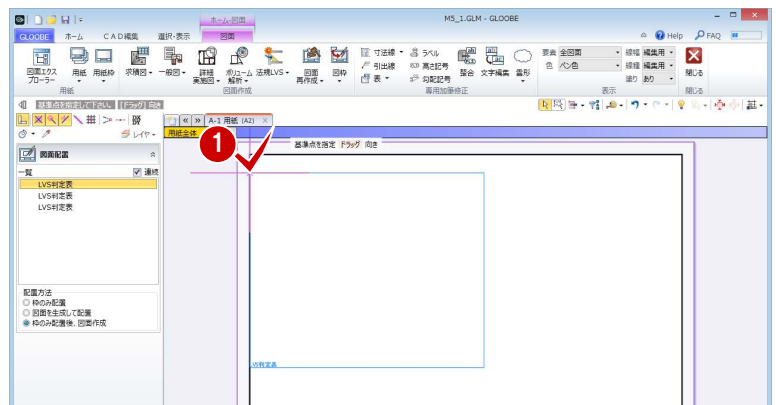 ホーム-図面
M5_1.GLM - GLOOBE
GLOOBE ホーム CAD編集 選択・表示 図面
Help FAQ
図面エクスプローラー 用紙 用紙枠 求積図 一般図 詳細実施図 ボリューム解析 法規LVS 図面再作成 図枠
寸法線 引出線 表
ラベル 高さ記号 勾配記号
整合 文字編集 雲形
要素 全図面
色 ペン色
線幅 編集用
線種 編集用
塗り あり
閉じる
用紙 図面作成 専用加筆修正 表示 閉じる
基準点を指定して下さい。 [ドラッグ] 向き
レイヤ
A-1 用紙 (A2)
用紙全体
1
基準点を指定 ドラッグ 向き
図面配置
一覧 連続
LVS判定表
LVS判定表
LVS判定表
配置方法
枠のみ配置
図面を生成して配置
枠のみ配置後、図面作成
LVS判定表